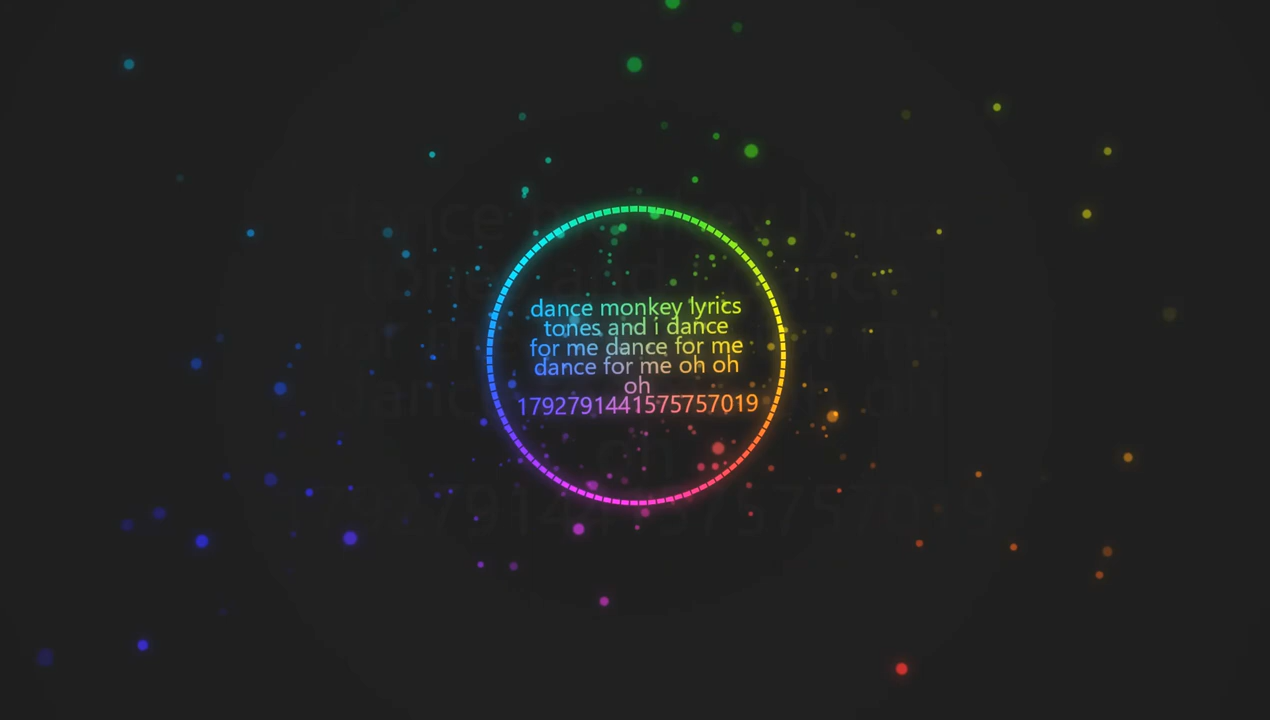 dance monkey lyrics
tones and i dance
for me dance for me
dance for me oh oh
oh
1792791441575757019